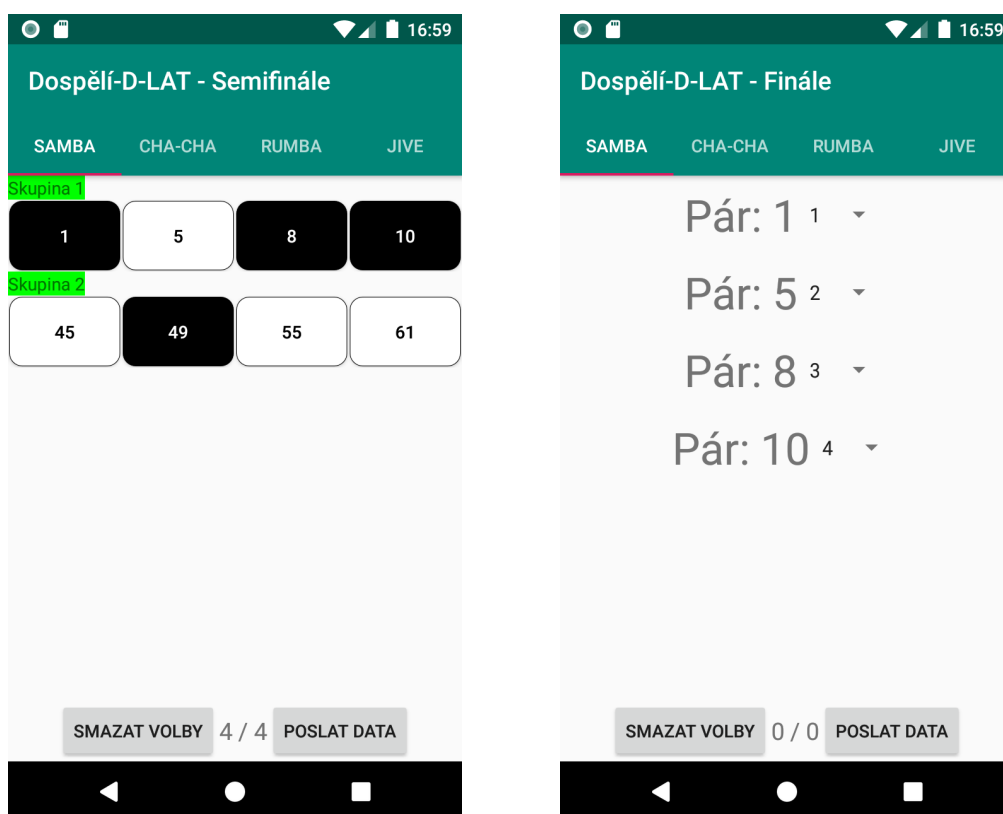 16:59
Dospělí-D-LAT - Semifinále
SAMBA CHA-CHA RUMBA JIVE
Skupina 1
1 5 8 10
Skupina 2
45 49 55 61
SMAZAT VOLBY 4 / 4 POSLAT DATA
16:59
Dospělí-D-LAT - Finále
SAMBA CHA-CHA RUMBA JIVE
Pár: 1 1
Pár: 5 2
Pár: 8 3
Pár: 10 4
SMAZAT VOLBY 0 / 0 POSLAT DATA